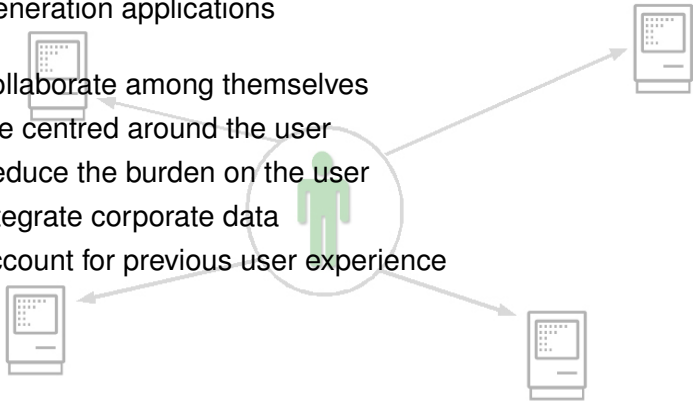 eneration applications
ollaborate among themselves
e centred around the user
educe the burden on the user
tegrate corporate data
ccount for previous user experience